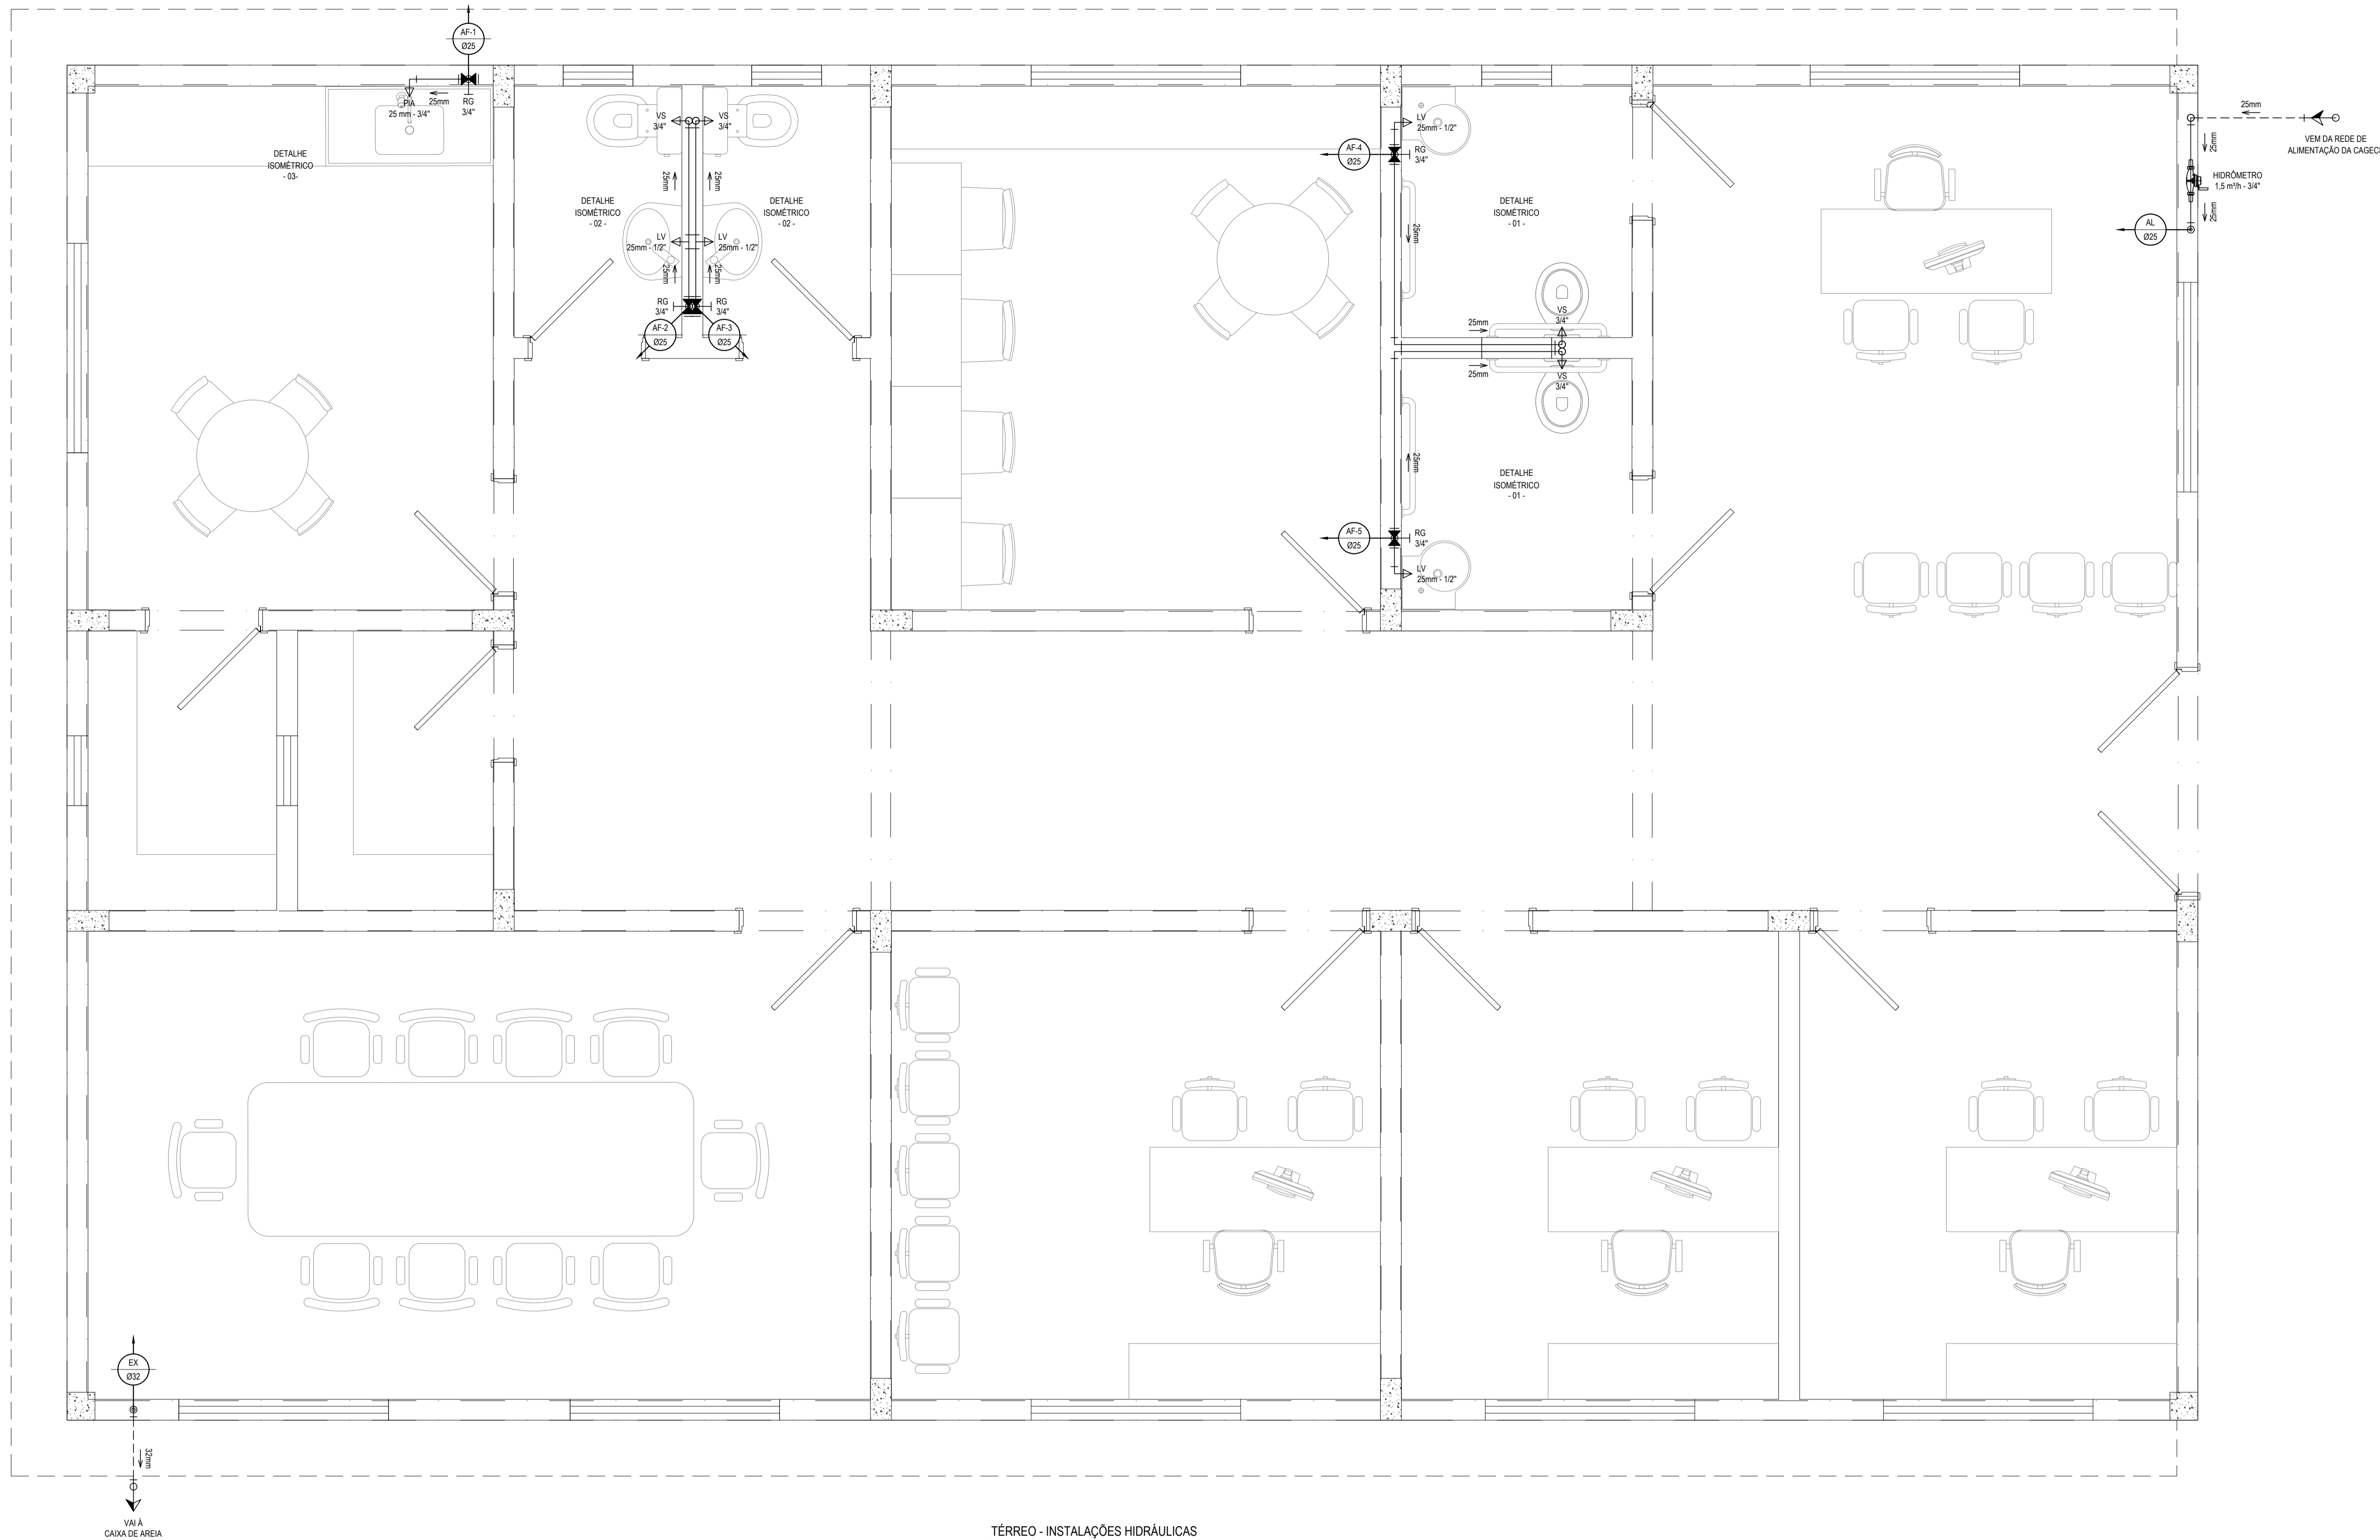 AF-1
Ø25
PIA
25 mm - 3/4"
25mm
RG
3/4"
DETALHE
ISOMÉTRICO
- 03-
VS
3/4"
VS
3/4"
25mm
25mm
DETALHE
ISOMÉTRICO
- 02 -
DETALHE
ISOMÉTRICO
- 02 -
LV
25mm - 1/2"
LV
25mm - 1/2"
25mm
25mm
RG
3/4"
RG
3/4"
AF-2
Ø25
AF-3
Ø25
LV
25mm - 1/2"
AF-4
Ø25
RG
3/4"
DETALHE
ISOMÉTRICO
- 01 -
25mm
VS
3/4"
25mm
25mm
VS
3/4"
25mm
DETALHE
ISOMÉTRICO
- 01 -
AF-5
Ø25
RG
3/4"
LV
25mm - 1/2"
25mm
VEM DA REDE DE
ALIMENTAÇÃO DA CAGEC
25mm
HIDRÔMETRO
1,5 m³/h - 3/4"
25mm
AL
Ø25
EX
Ø32
32mm
VAI À
CAIXA DE AREIA
TÉRREO - INSTALAÇÕES HIDRÁULICAS